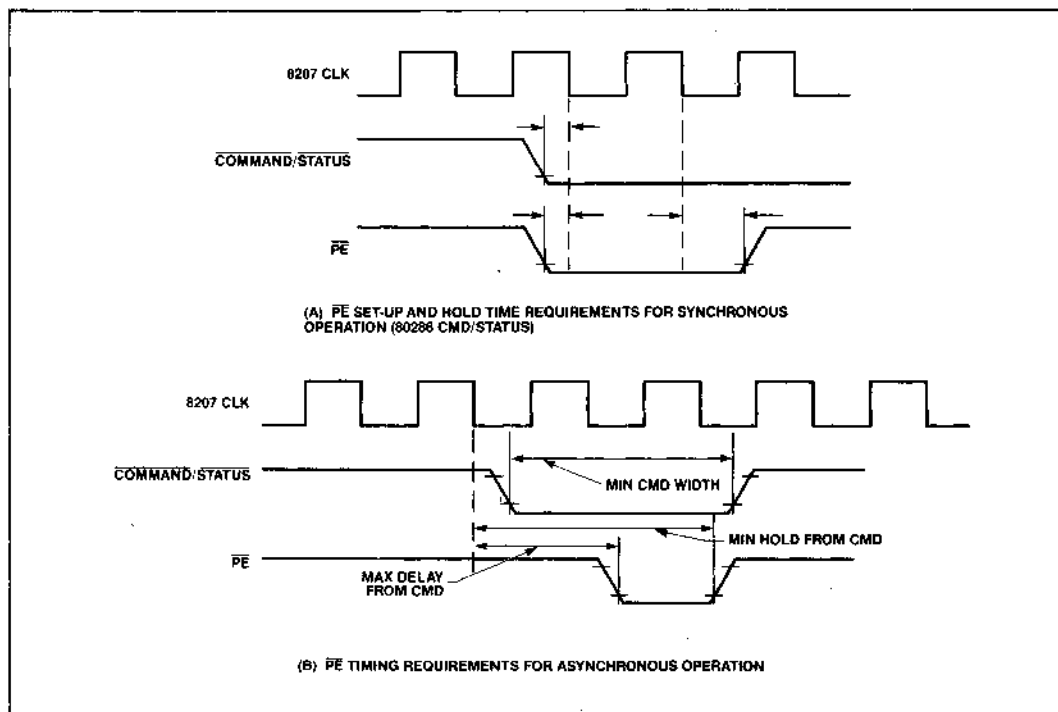 8207 CLK
COMMAND/STATUS
PE
(A) PE SET-UP AND HOLD TIME REQUIREMENTS FOR SYNCHRONOUS
OPERATION (80286 CMD/STATUS)
8207 CLK
COMMAND/STATUS
MIN CMD WIDTH
MIN HOLD FROM CMD
PE
MAX DELAY
FROM CMD
(B) PE TIMING REQUIREMENTS FOR ASYNCHRONOUS OPERATION